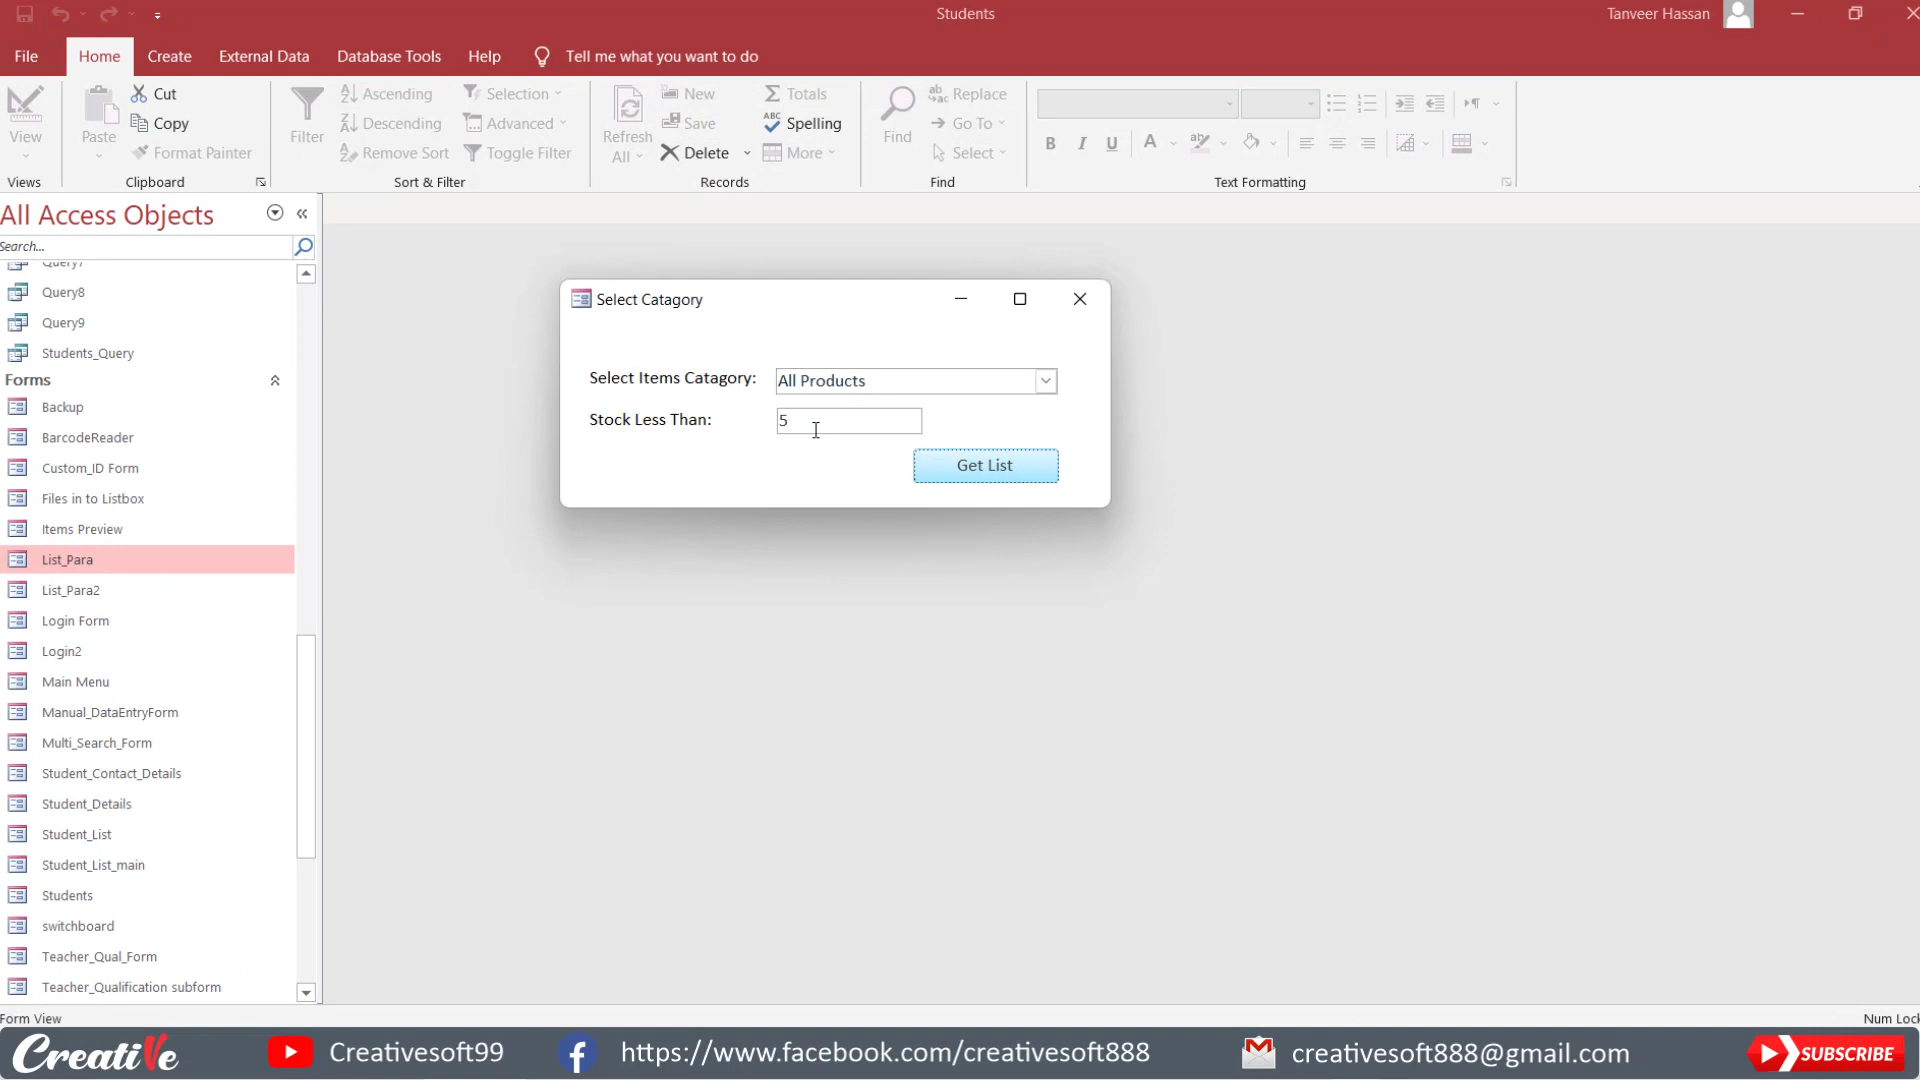 Students
Tanveer Hassan
File Home Create External Data Database Tools Help Tell me what you want to do
View
Views
Paste
Cut
Copy
Format Painter
Clipboard
Filter
Ascending
Descending
Remove Sort
Selection
Advanced
Toggle Filter
Sort & Filter
Refresh
All
New
Save
Delete
Totals
Spelling
More
Records
Find
Replace
Go To
Select
Find
B I U A
Text Formatting
All Access Objects
Search...
Query7
Query8
Query9
Students_Query
Forms
Backup
BarcodeReader
Custom_ID Form
Files in to Listbox
Items Preview
List_Para
List_Para2
Login Form
Login2
Main Menu
Manual_DataEntryForm
Multi_Search_Form
Student_Contact_Details
Student_Details
Student_List
Student_List_main
Students
switchboard
Teacher_Qual_Form
Teacher_Qualification subform
Select Catagory
Select Items Catagory: All Products
Stock Less Than: 5
Get List
Form View
Num Lock
Creative Creativesoft99 https://www.facebook.com/creativesoft888 creativesoft888@gmail.com SUBSCRIBE